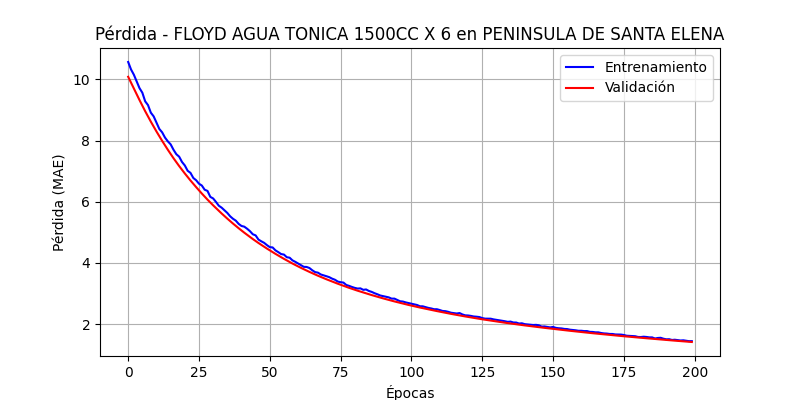 Pérdida - FLOYD AGUA TONICA 1500CC X 6 en PENINSULA DE SANTA ELENA
Entrenamiento
Validación
Pérdida (MAE)
10
8
6
4
2
0 25 50 75 100 125 150 175 200
Épocas